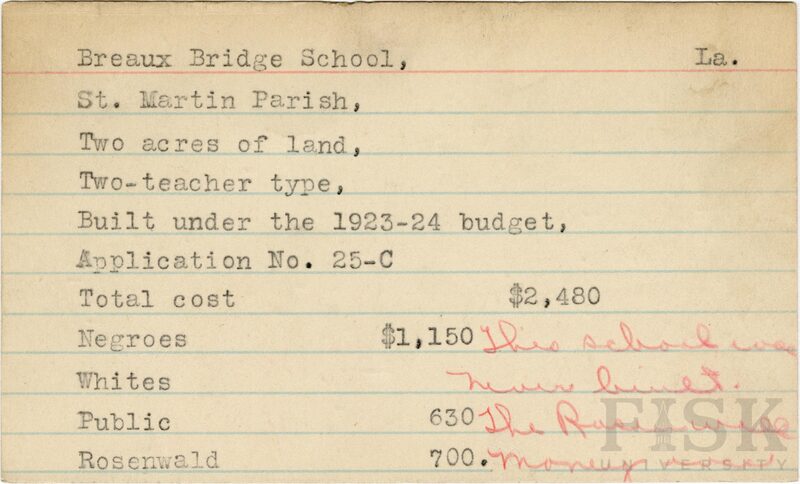 Breaux Bridge School, La.
St. Martin Parish,
Two acres of land,
Two-teacher type,
Built under the 1923-24 budget,
Application No. 25-C
Total cost $2,480
Negroes $1,150 This school was
Whites never built.
Public 630 The Rosenwald
Rosenwald 700. Money
FISK
UNIVERSITY